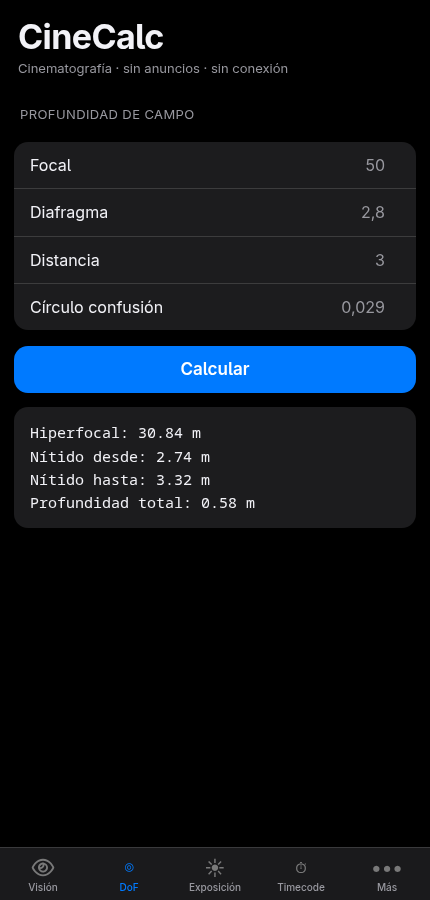 CineCalc
Cinematografía · sin anuncios · sin conexión
PROFUNDIDAD DE CAMPO
Focal 50
Diafragma 2,8
Distancia 3
Círculo confusión 0,029
Calcular
Hiperfocal: 30.84 m
Nítido desde: 2.74 m
Nítido hasta: 3.32 m
Profundidad total: 0.58 m
Visión DoF Exposición Timecode Más